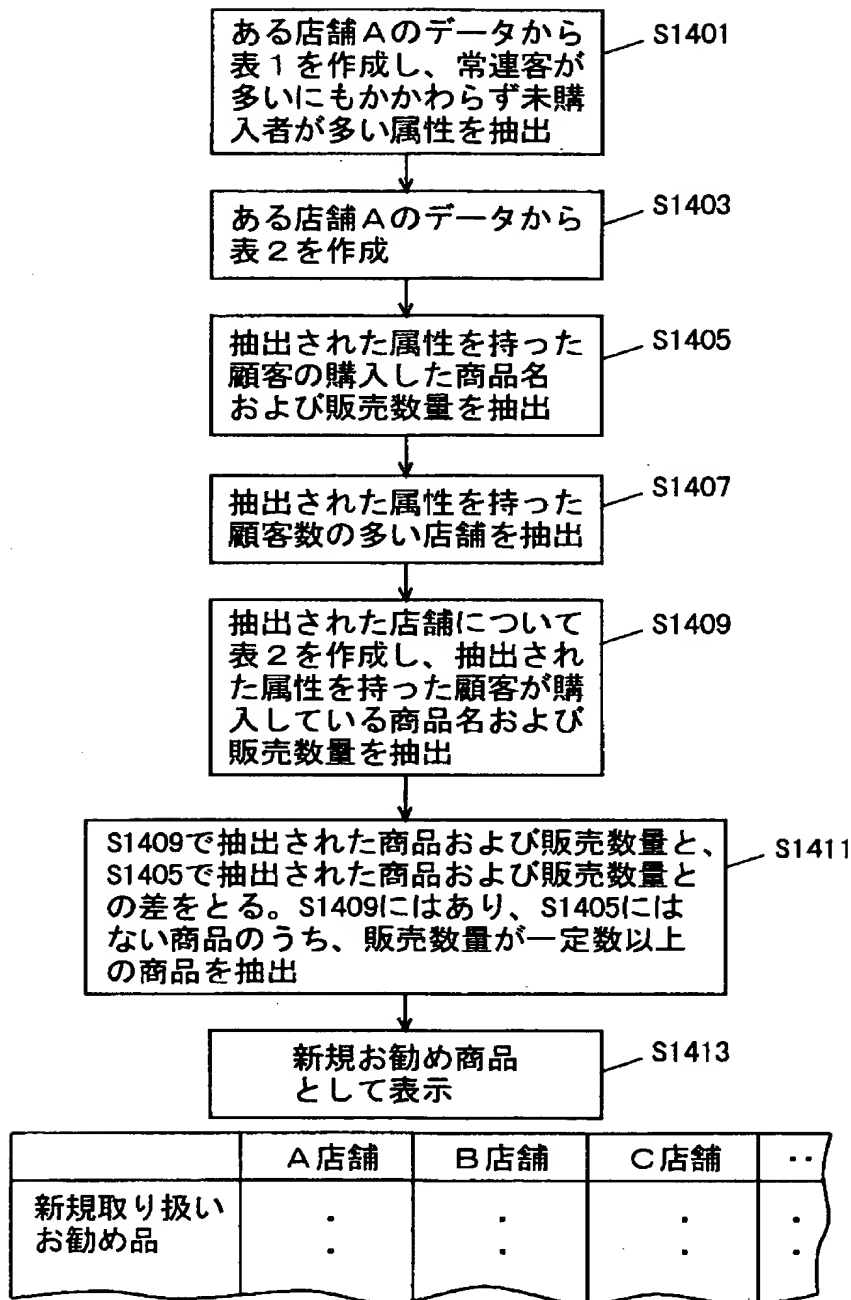 ある店舗Aのデータから
表1を作成し、常連客が
多いにもかかわらず未購
入者が多い属性を抽出
S1401
ある店舗Aのデータから
表2を作成
S1403
抽出された属性を持った
顧客の購入した商品名
および販売数量を抽出
S1405
抽出された属性を持った
顧客数の多い店舗を抽出
S1407
抽出された店舗について
表2を作成し、抽出され
た属性を持った顧客が購
入している商品名および
販売数量を抽出
S1409
S1409で抽出された商品および販売数量と、
S1405で抽出された商品および販売数量と
の差をとる。S1409にはあり、S1405には
ない商品のうち、販売数量が一定数以上
の商品を抽出
S1411
新規お勧め商品
として表示
S1413
A店舗 B店舗 C店舗 ‥
新規取り扱い
お勧め品